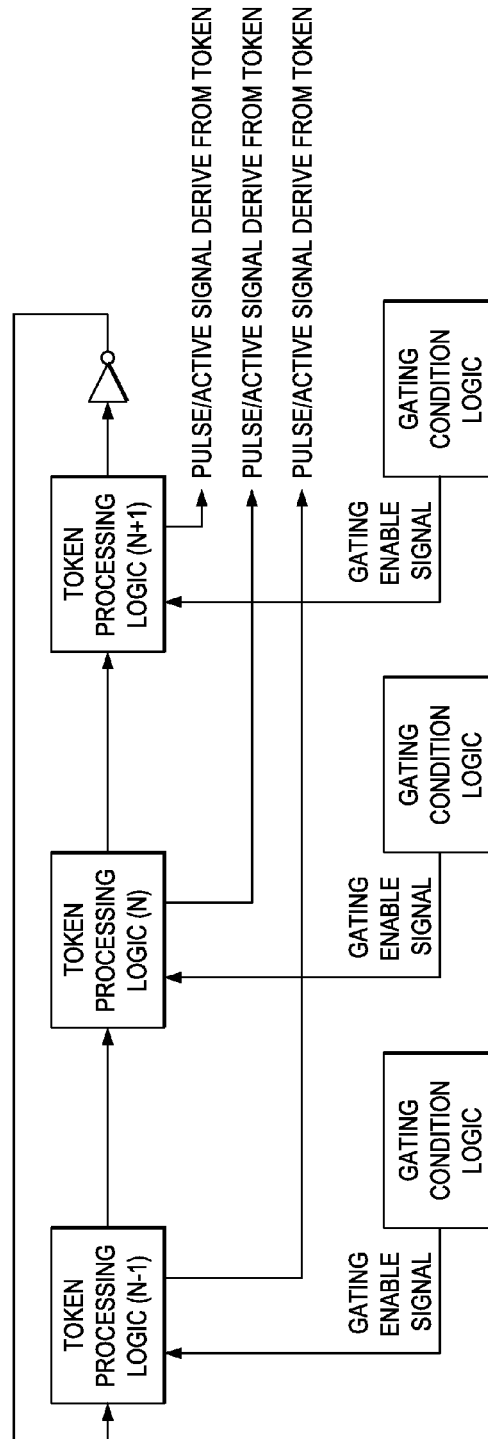 TOKEN
PROCESSING
LOGIC (N-1)
TOKEN
PROCESSING
LOGIC (N)
TOKEN
PROCESSING
LOGIC (N+1)
PULSE/ACTIVE SIGNAL DERIVE FROM TOKEN
PULSE/ACTIVE SIGNAL DERIVE FROM TOKEN
PULSE/ACTIVE SIGNAL DERIVE FROM TOKEN
GATING
ENABLE
SIGNAL
GATING
CONDITION
LOGIC
GATING
ENABLE
SIGNAL
GATING
CONDITION
LOGIC
GATING
ENABLE
SIGNAL
GATING
CONDITION
LOGIC